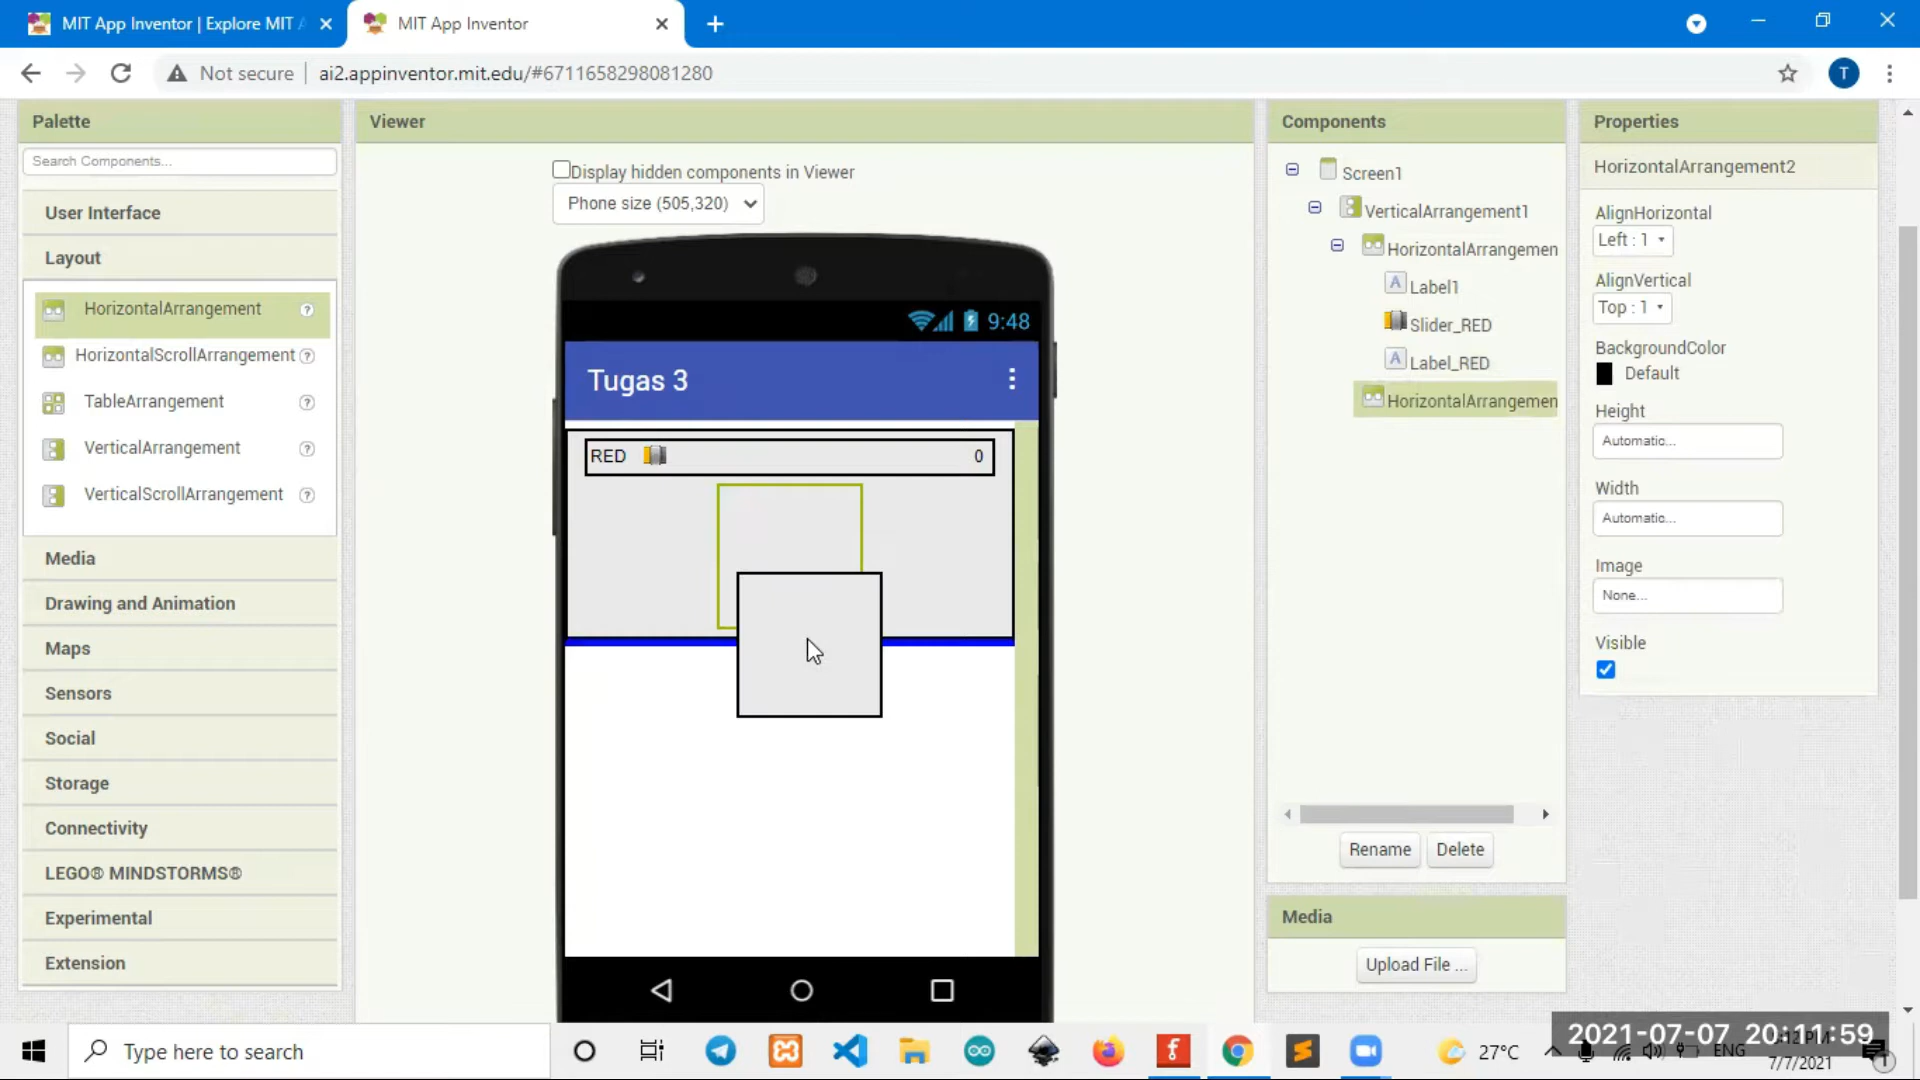 MIT App Inventor | Explore MIT A
MIT App Inventor
Not secure
ai2.appinventor.mit.edu/#6711658298081280
T
Palette
Search Components...
User Interface
Layout
HorizontalArrangement
HorizontalScrollArrangement
TableArrangement
VerticalArrangement
VerticalScrollArrangement
Media
Drawing and Animation
Maps
Sensors
Social
Storage
Connectivity
LEGO® MINDSTORMS®
Experimental
Extension
Viewer
Display hidden components in Viewer
Phone size (505,320)
9:48
Tugas 3
RED
0
Components
Screen1
VerticalArrangement1
HorizontalArrangemen
Label1
Slider_RED
Label_RED
HorizontalArrangemen
Rename
Delete
Media
Upload File ...
Properties
HorizontalArrangement2
AlignHorizontal
Left : 1
AlignVertical
Top : 1
BackgroundColor
Default
Height
Automatic...
Width
Automatic...
Image
None...
Visible
Type here to search
27°C
ENG
2021-07-07 20:11:59
7/7/2021
1